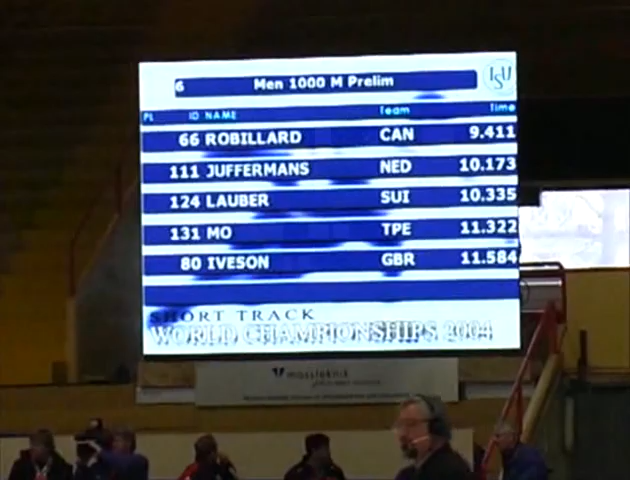 6 Men 1000 M Prelim ISU
PL ID NAME Team Time
66 ROBILLARD CAN 9.411
111 JUFFERMANS NED 10.173
124 LAUBER SUI 10.335
131 MO TPE 11.322
80 IVESON GBR 11.584
SHORT TRACK
WORLD CHAMPIONSHIPS 2004